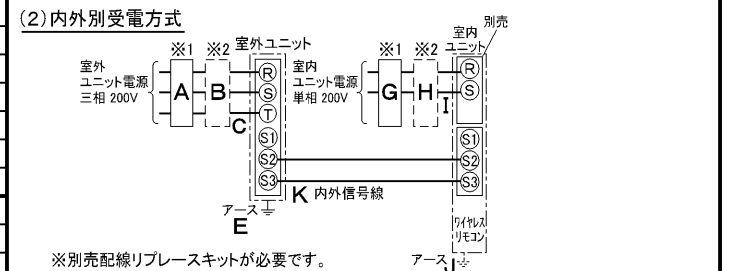 (2)内外別受電方式
※1 ※2 室外ユニット
室外
ユニット電源
三相 200V
A B C
R
S
T
S1
S2
S3
アース
E
K 内外信号線
※1 ※2
室内
ユニット電源
単相 200V
G H I
室内
ユニット
別売
R
S
S1
S2
S3
ワイヤレス
リモコン
アース J
※別売配線リプレースキットが必要です。